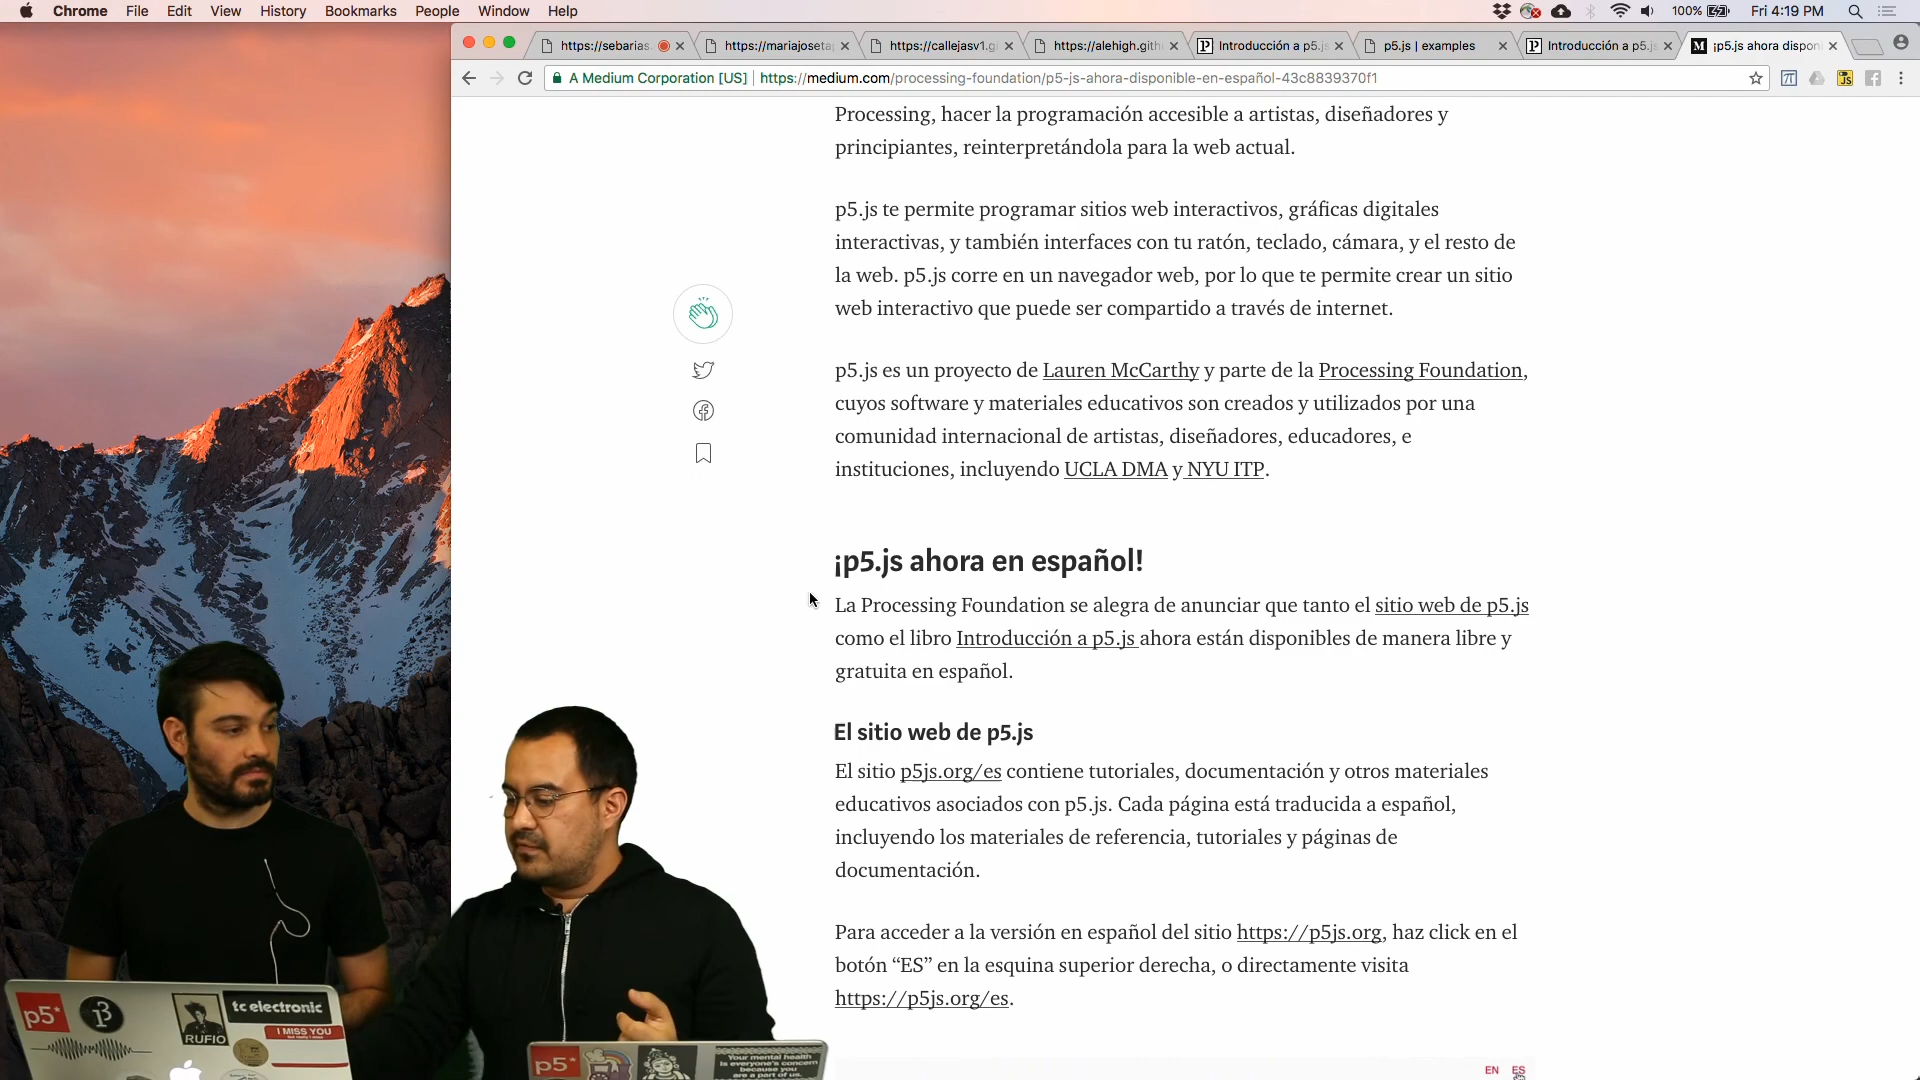 Chrome File Edit View History Bookmarks People Window Help
100% Fri 4:19 PM
https://sebarias.
https://mariajoseta
https://callejasv1.g
https://alehigh.gith
Introducción a p5.js
p5.js | examples
Introducción a p5.js
¡p5.js ahora dispon
A Medium Corporation [US] https://medium.com/processing-foundation/p5-js-ahora-disponible-en-español-43c8839370f1
JS
Processing, hacer la programación accesible a artistas, diseñadores y
principiantes, reinterpretándola para la web actual.
p5.js te permite programar sitios web interactivos, gráficas digitales
interactivas, y también interfaces con tu ratón, teclado, cámara, y el resto de
la web. p5.js corre en un navegador web, por lo que te permite crear un sitio
web interactivo que puede ser compartido a través de internet.
p5.js es un proyecto de Lauren McCarthy y parte de la Processing Foundation,
cuyos software y materiales educativos son creados y utilizados por una
comunidad internacional de artistas, diseñadores, educadores, e
instituciones, incluyendo UCLA DMA y NYU ITP.
¡p5.js ahora en español!
La Processing Foundation se alegra de anunciar que tanto el sitio web de p5.js
como el libro Introducción a p5.js ahora están disponibles de manera libre y
gratuita en español.
El sitio web de p5.js
El sitio p5js.org/es contiene tutoriales, documentación y otros materiales
educativos asociados con p5.js. Cada página está traducida a español,
incluyendo los materiales de referencia, tutoriales y páginas de
documentación.
Para acceder a la versión en español del sitio https://p5js.org, haz click en el
botón “ES” en la esquina superior derecha, o directamente visita
https://p5js.org/es.
EN ES
p5*
RUFIO
tc electronic
I MISS YOU
p5*
Your mental health
is everyone's concern
because you
are a part of us.